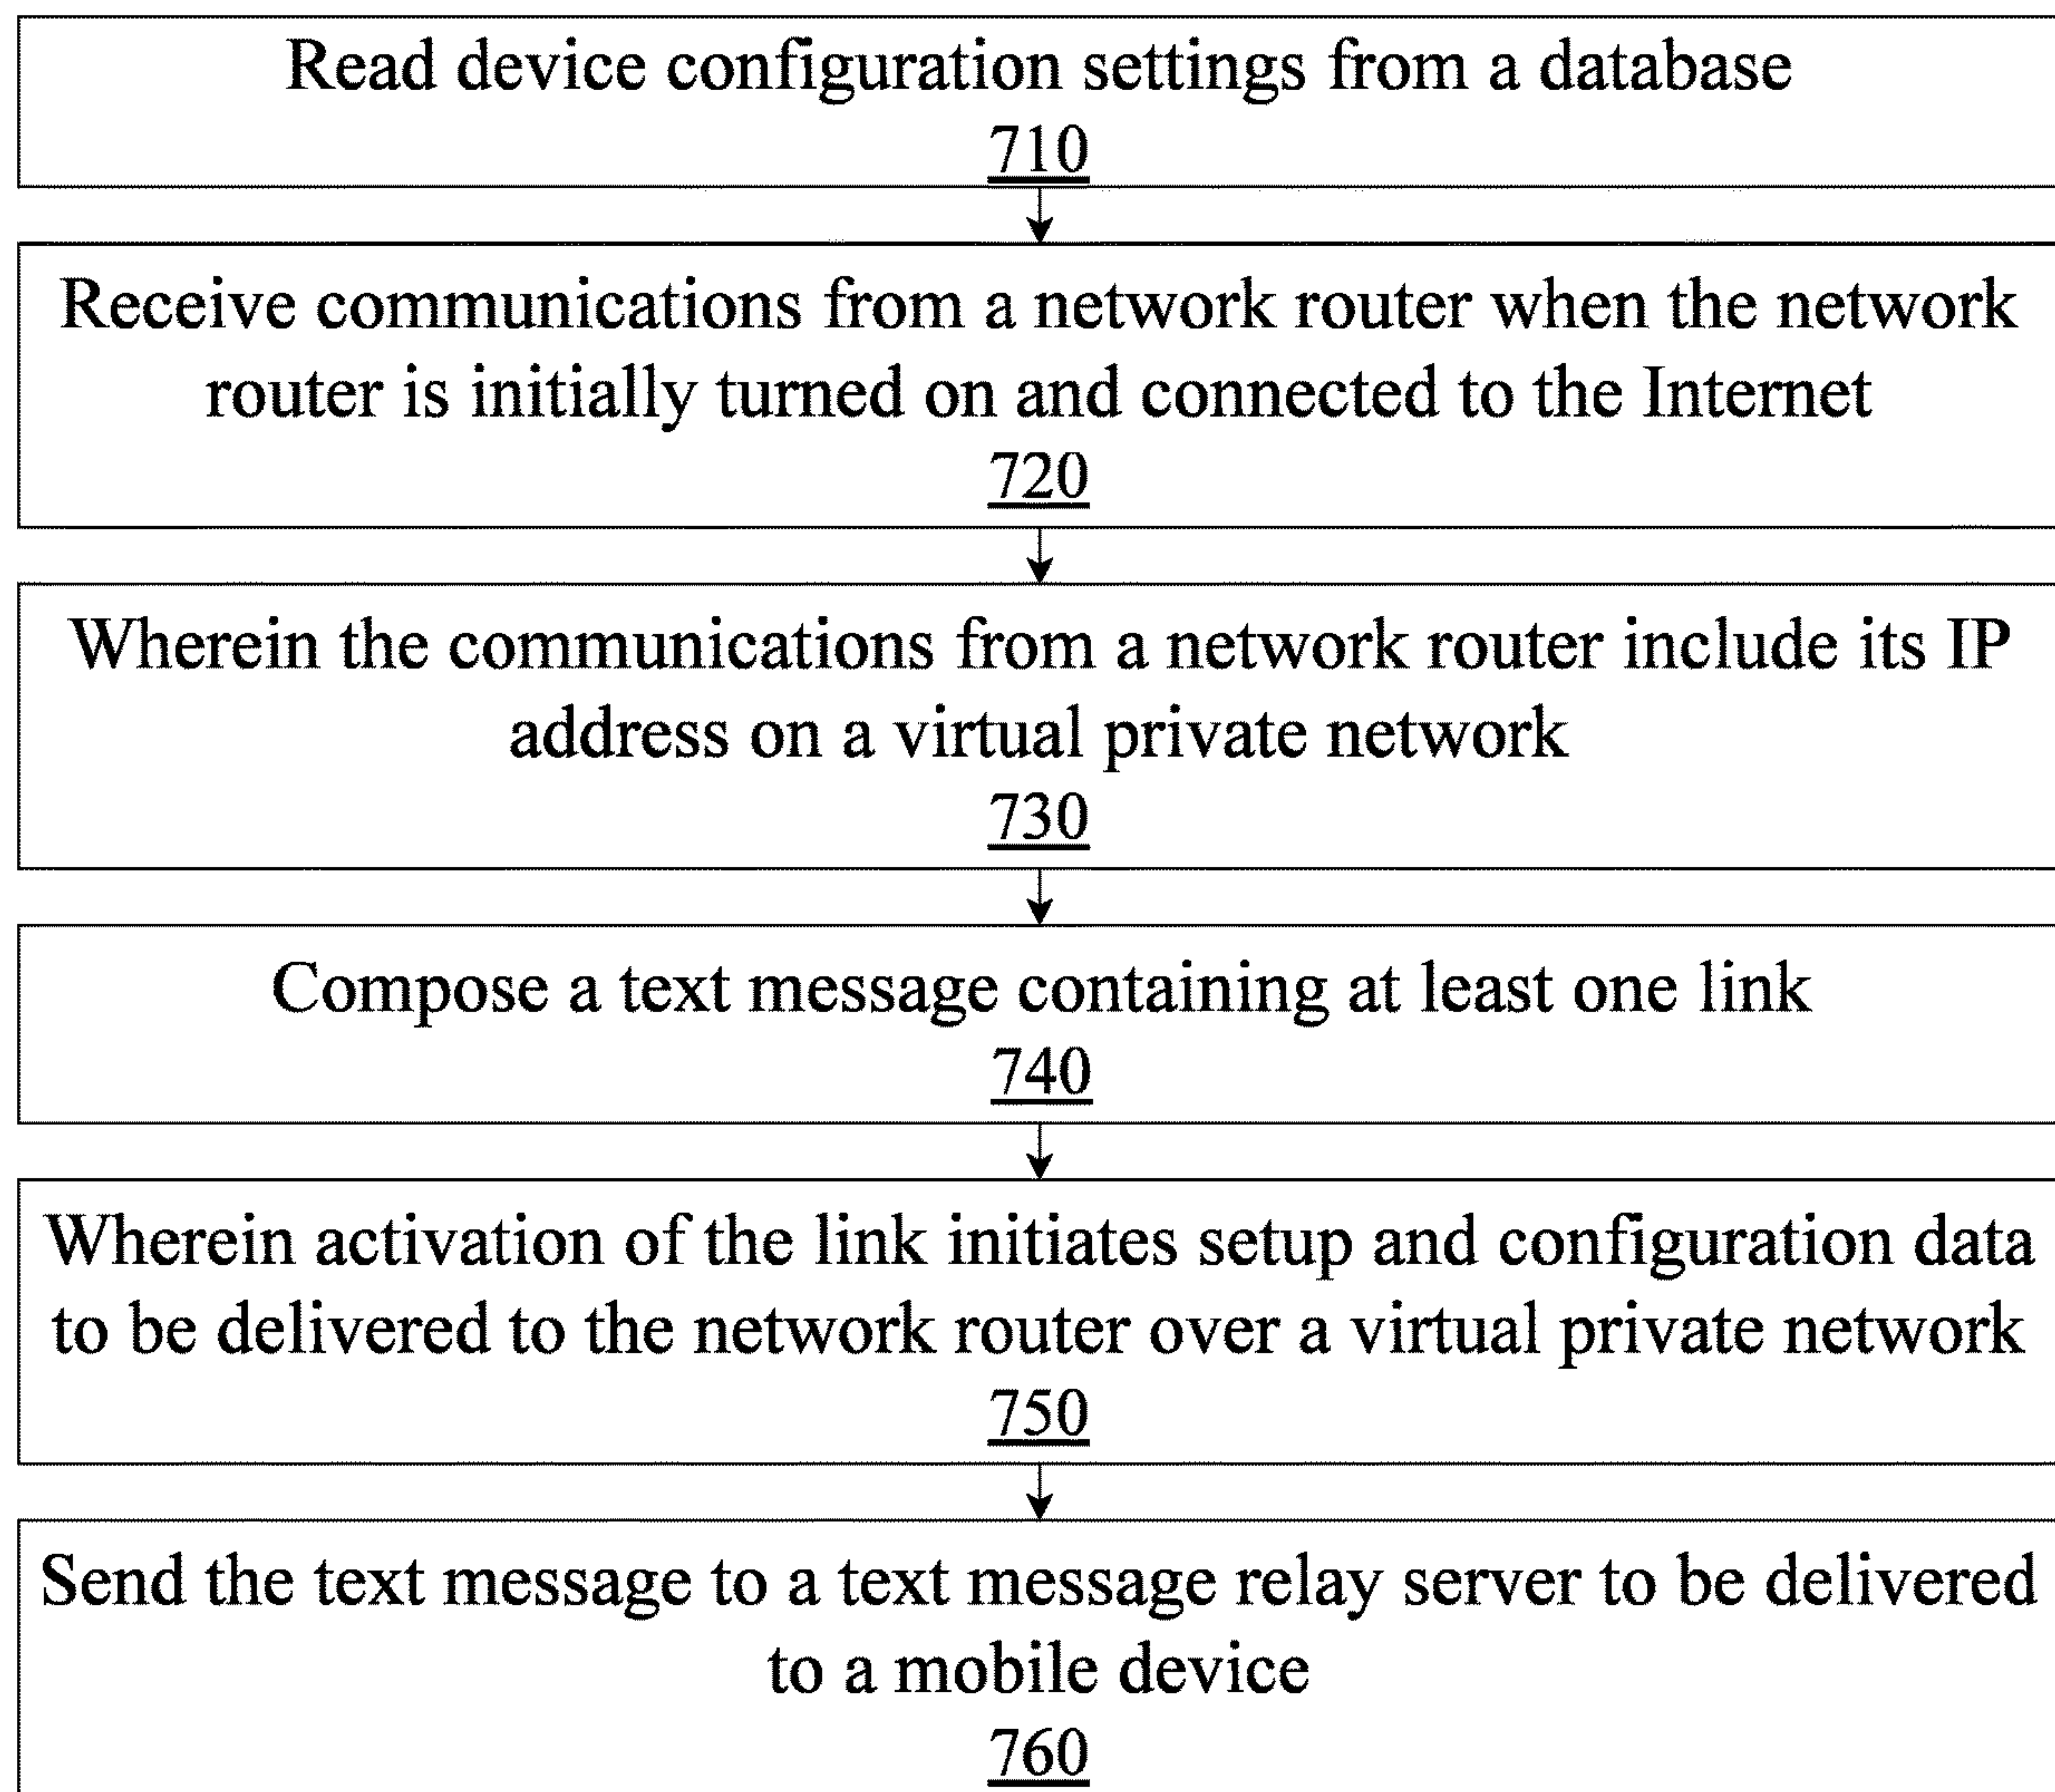 Read device configuration settings from a database
710
Receive communications from a network router when the network
router is initially turned on and connected to the Internet
720
Wherein the communications from a network router include its IP
address on a virtual private network
730
Compose a text message containing at least one link
740
Wherein activation of the link initiates setup and configuration data
to be delivered to the network router over a virtual private network
750
Send the text message to a text message relay server to be delivered
to a mobile device
760